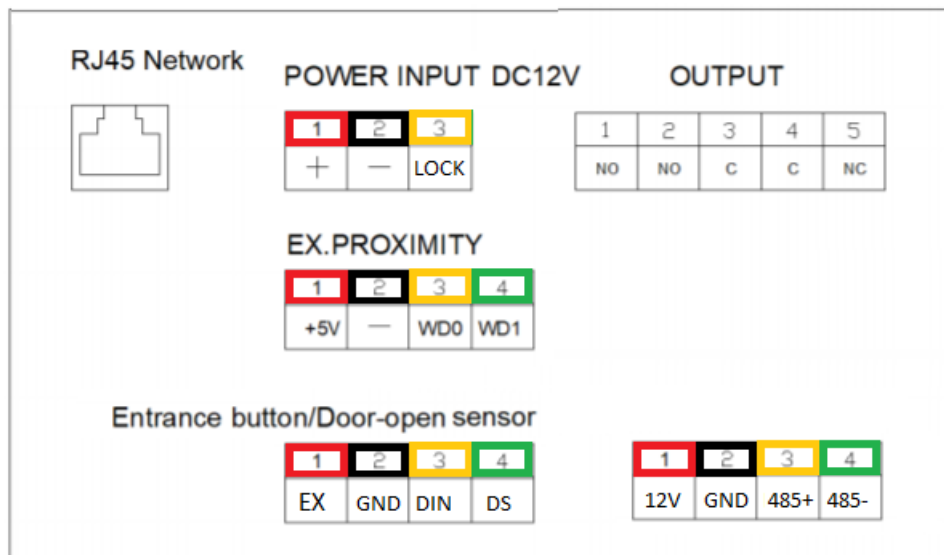 RJ45 Network
POWER INPUT DC12V
1 2 3
+ — LOCK
OUTPUT
1 2 3 4 5
NO NO C C NC
EX.PROXIMITY
1 2 3 4
+5V — WD0 WD1
Entrance button/Door-open sensor
1 2 3 4
EX GND DIN DS
1 2 3 4
12V GND 485+ 485-